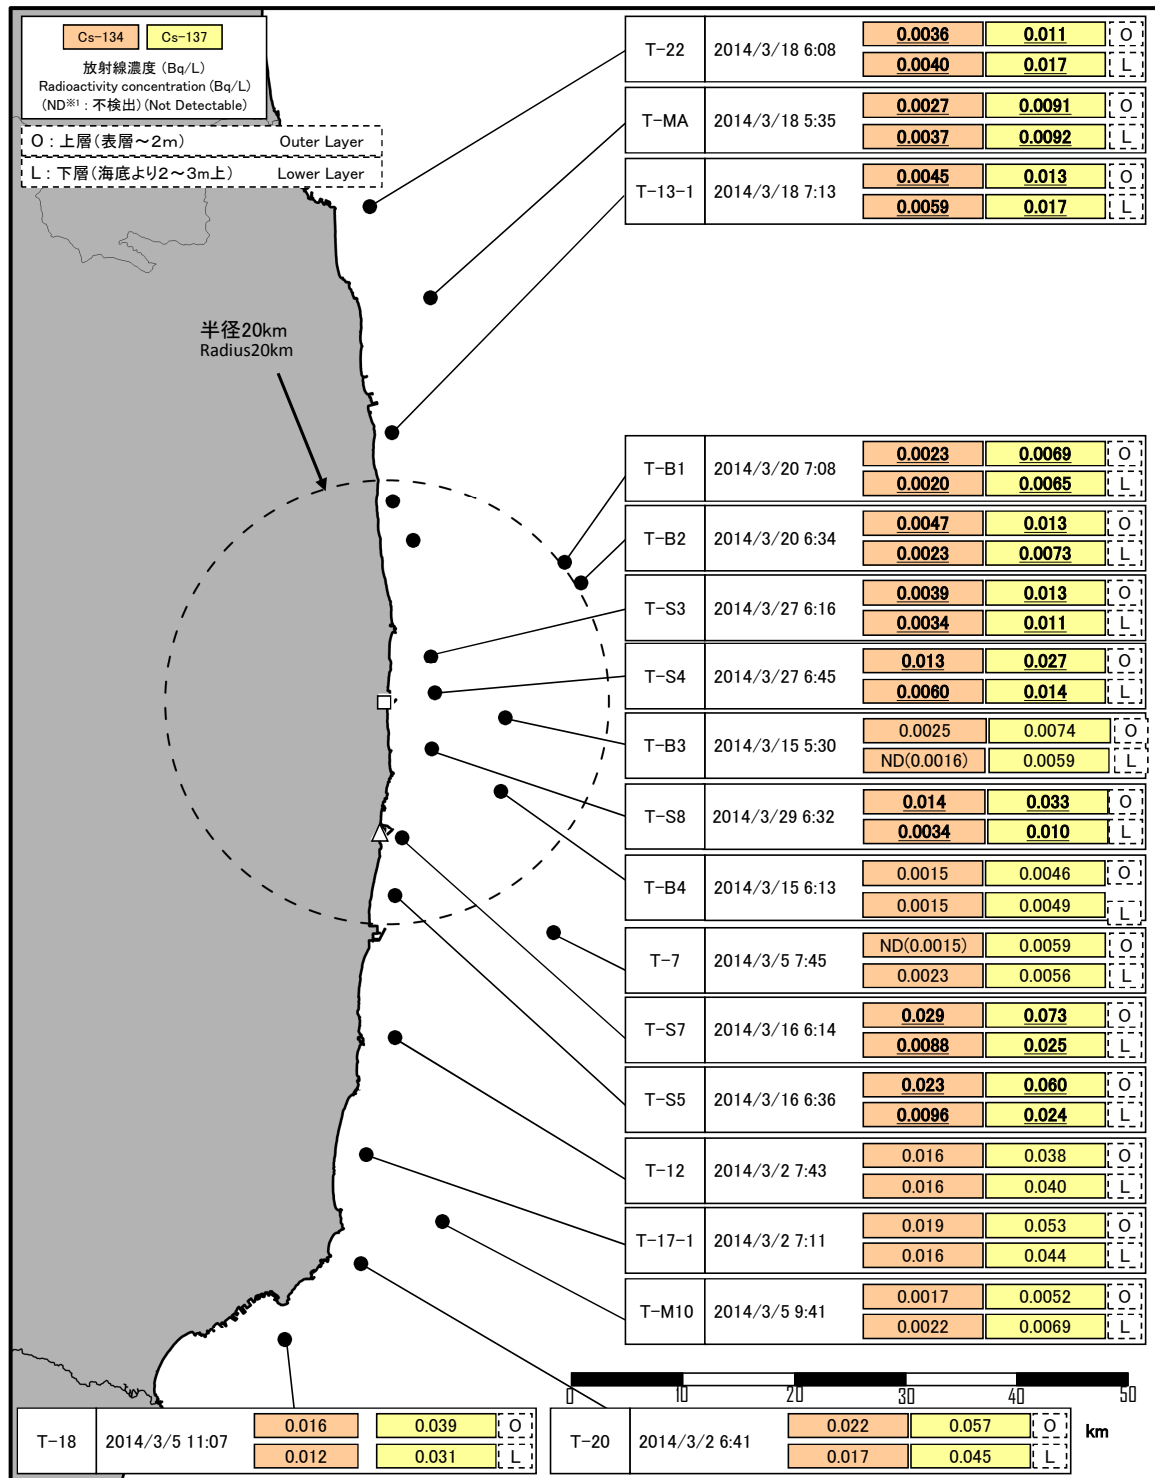 Cs-134 Cs-137
放射線濃度 (Bq/L)
Radioactivity concentration (Bq/L)
(ND※1 : 不検出) (Not Detectable)
O : 上層(表層～2m) Outer Layer
L : 下層(海底より2～3m上) Lower Layer
半径20km
Radius20km
T-22 2014/3/18 6:08
0.0036 0.011 O
0.0040 0.017 L
T-MA 2014/3/18 5:35
0.0027 0.0091 O
0.0037 0.0092 L
T-13-1 2014/3/18 7:13
0.0045 0.013 O
0.0059 0.017 L
T-B1 2014/3/20 7:08
0.0023 0.0069 O
0.0020 0.0065 L
T-B2 2014/3/20 6:34
0.0047 0.013 O
0.0023 0.0073 L
T-S3 2014/3/27 6:16
0.0039 0.013 O
0.0034 0.011 L
T-S4 2014/3/27 6:45
0.013 0.027 O
0.0060 0.014 L
T-B3 2014/3/15 5:30
0.0025 0.0074 O
ND(0.0016) 0.0059 L
T-S8 2014/3/29 6:32
0.014 0.033 O
0.0034 0.010 L
T-B4 2014/3/15 6:13
0.0015 0.0046 O
0.0015 0.0049 L
T-7 2014/3/5 7:45
ND(0.0015) 0.0059 O
0.0023 0.0056 L
T-S7 2014/3/16 6:14
0.029 0.073 O
0.0088 0.025 L
T-S5 2014/3/16 6:36
0.023 0.060 O
0.0096 0.024 L
T-12 2014/3/2 7:43
0.016 0.038 O
0.016 0.040 L
T-17-1 2014/3/2 7:11
0.019 0.053 O
0.016 0.044 L
T-M10 2014/3/5 9:41
0.0017 0.0052 O
0.0022 0.0069 L
0 10 20 30 40 50
km
T-18 2014/3/5 11:07
0.016 0.039 O
0.012 0.031 L
T-20 2014/3/2 6:41
0.022 0.057 O
0.017 0.045 L